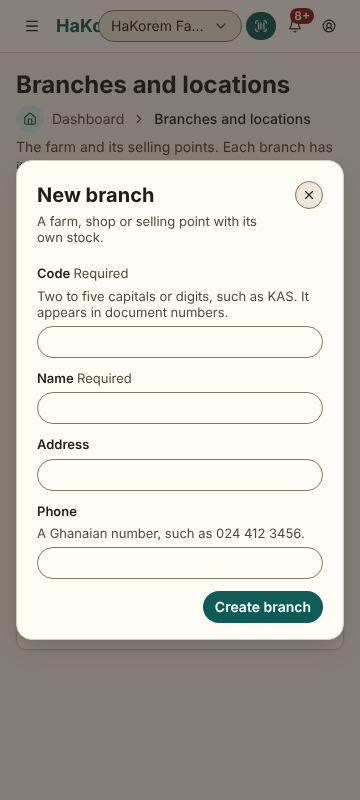 HaKo
HaKorem Fa...
8+
Branches and locations
Dashboard
Branches and locations
The farm and its selling points. Each branch has
New branch
A farm, shop or selling point with its
own stock.
Code Required
Two to five capitals or digits, such as KAS. It
appears in document numbers.
Name Required
Address
Phone
A Ghanaian number, such as 024 412 3456.
Create branch